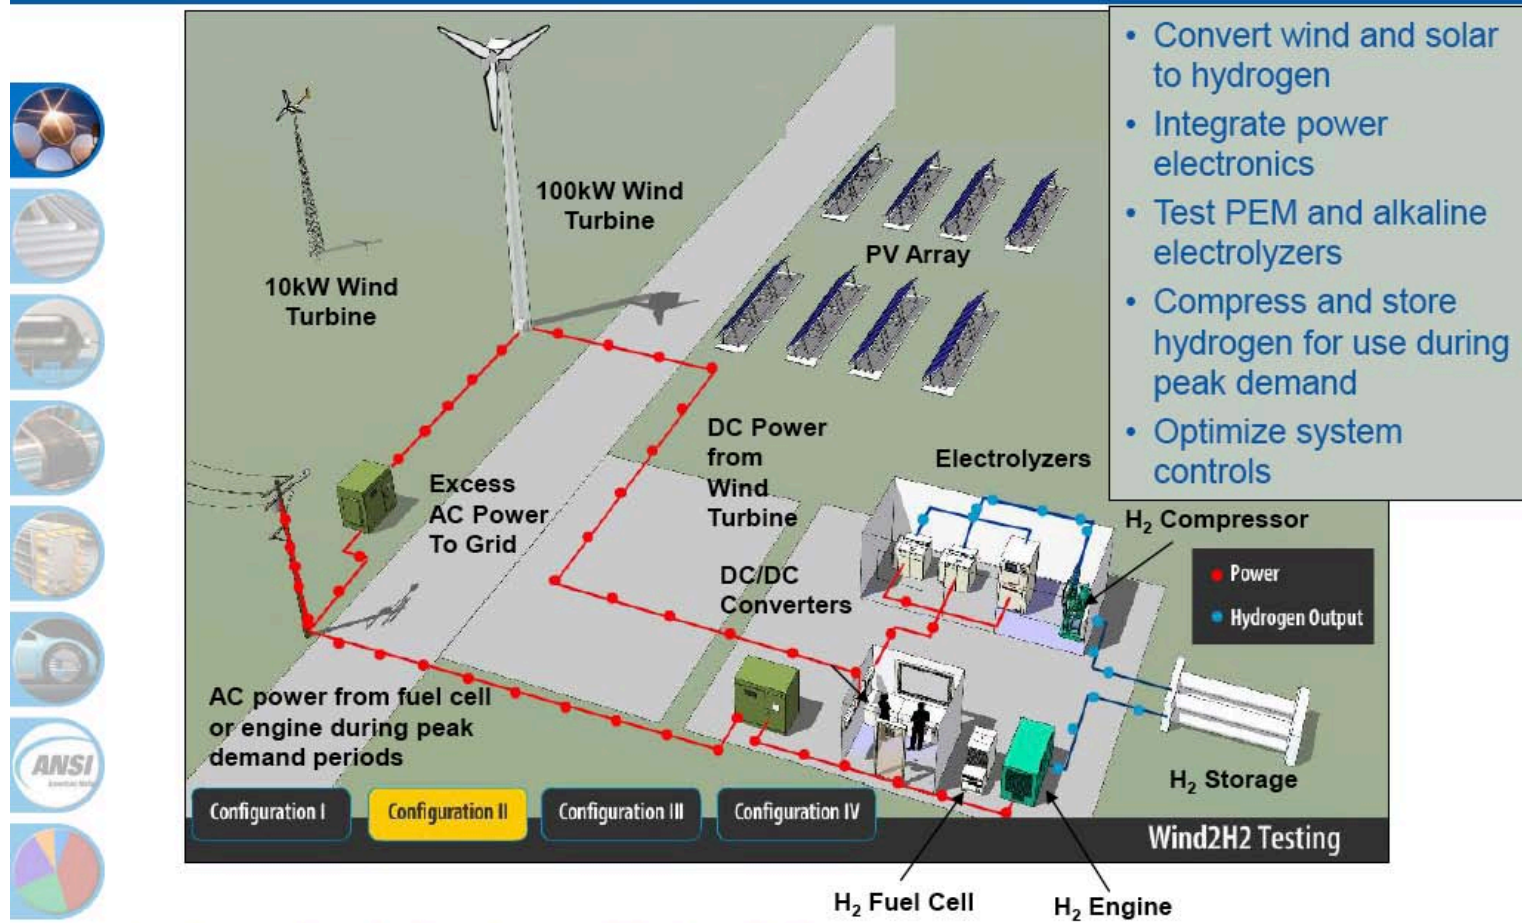 • Convert wind and solar
to hydrogen
• Integrate power
electronics
• Test PEM and alkaline
electrolyzers
• Compress and store
hydrogen for use during
peak demand
• Optimize system
controls
100kW Wind
Turbine
10kW Wind
Turbine
PV Array
DC Power
from
Wind
Turbine
Electrolyzers
Excess
AC Power
To Grid
H₂ Compressor
DC/DC
Converters
Power
Hydrogen Output
AC power from fuel cell
or engine during peak
demand periods
H₂ Storage
ANSI
Configuration I
Configuration II
Configuration III
Configuration IV
Wind2H2 Testing
H₂ Fuel Cell
H₂ Engine